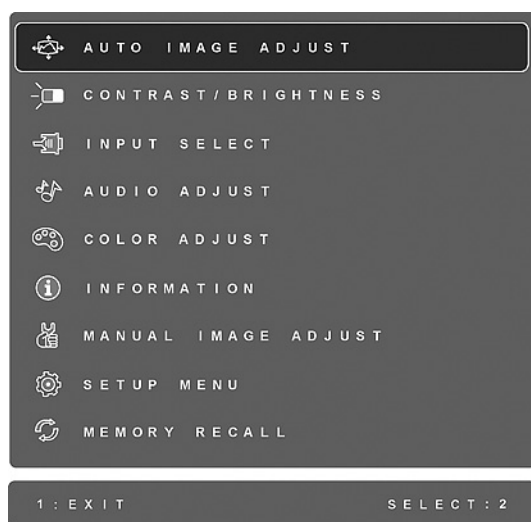 AUTO IMAGE ADJUST
CONTRAST/BRIGHTNESS
INPUT SELECT
AUDIO ADJUST
COLOR ADJUST
INFORMATION
MANUAL IMAGE ADJUST
SETUP MENU
MEMORY RECALL
1:EXIT SELECT:2